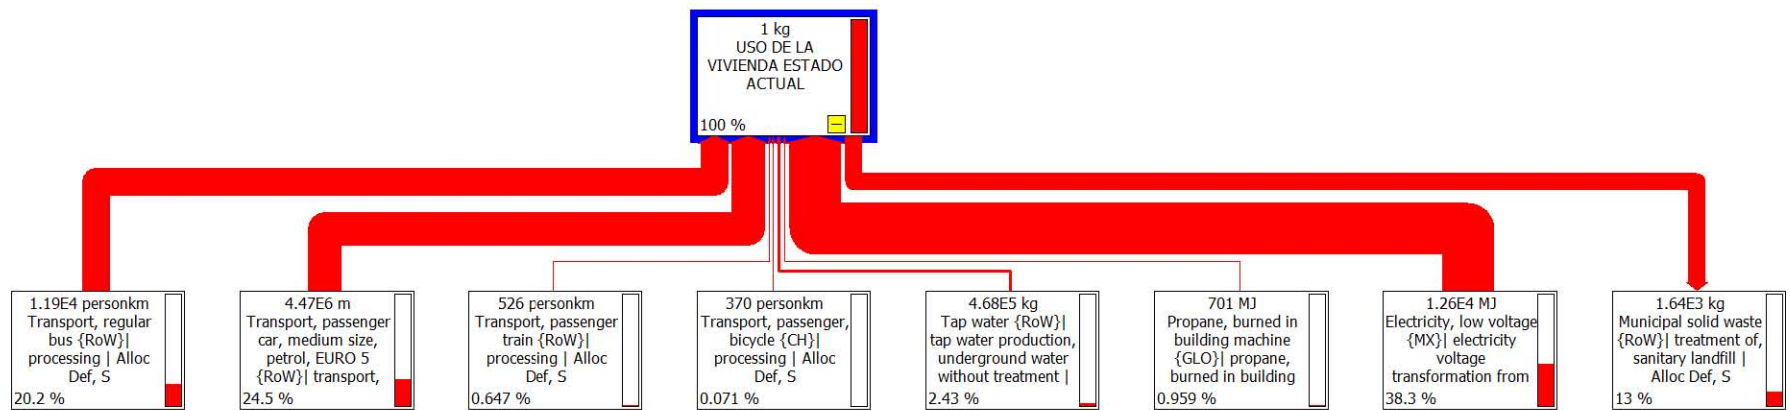 1 kg
USO DE LA
VIVIENDA ESTADO
ACTUAL
100 %
1.19E4 personkm
Transport, regular
bus {RoW}|
processing | Alloc
Def, S
20.2 %
4.47E6 m
Transport, passenger
car, medium size,
petrol, EURO 5
{RoW}| transport,
24.5 %
526 personkm
Transport, passenger
train {RoW}|
processing | Alloc
Def, S
0.647 %
370 personkm
Transport, passenger,
bicycle {CH}|
processing | Alloc
Def, S
0.071 %
4.68E5 kg
Tap water {RoW}|
tap water production,
underground water
without treatment |
2.43 %
701 MJ
Propane, burned in
building machine
{GLO}| propane,
burned in building
0.959 %
1.26E4 MJ
Electricity, low voltage
{MX}| electricity
voltage
transformation from
38.3 %
1.64E3 kg
Municipal solid waste
{RoW}| treatment of,
sanitary landfill |
Alloc Def, S
13 %